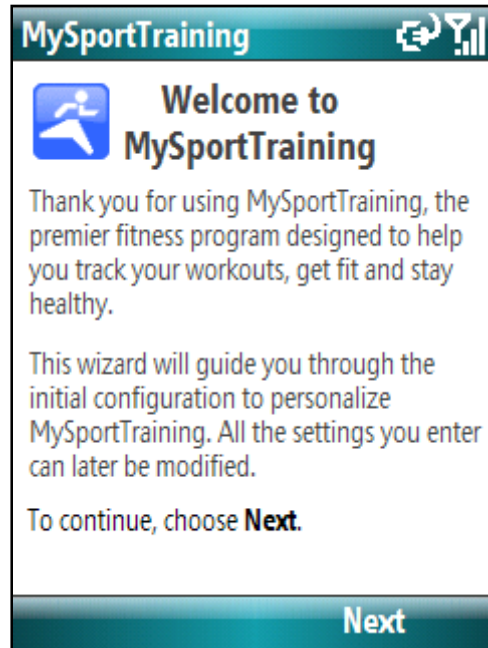 MySportTraining
Welcome to
MySportTraining
Thank you for using MySportTraining, the
premier fitness program designed to help
you track your workouts, get fit and stay
healthy.
This wizard will guide you through the
initial configuration to personalize
MySportTraining. All the settings you enter
can later be modified.
To continue, choose Next.
Next